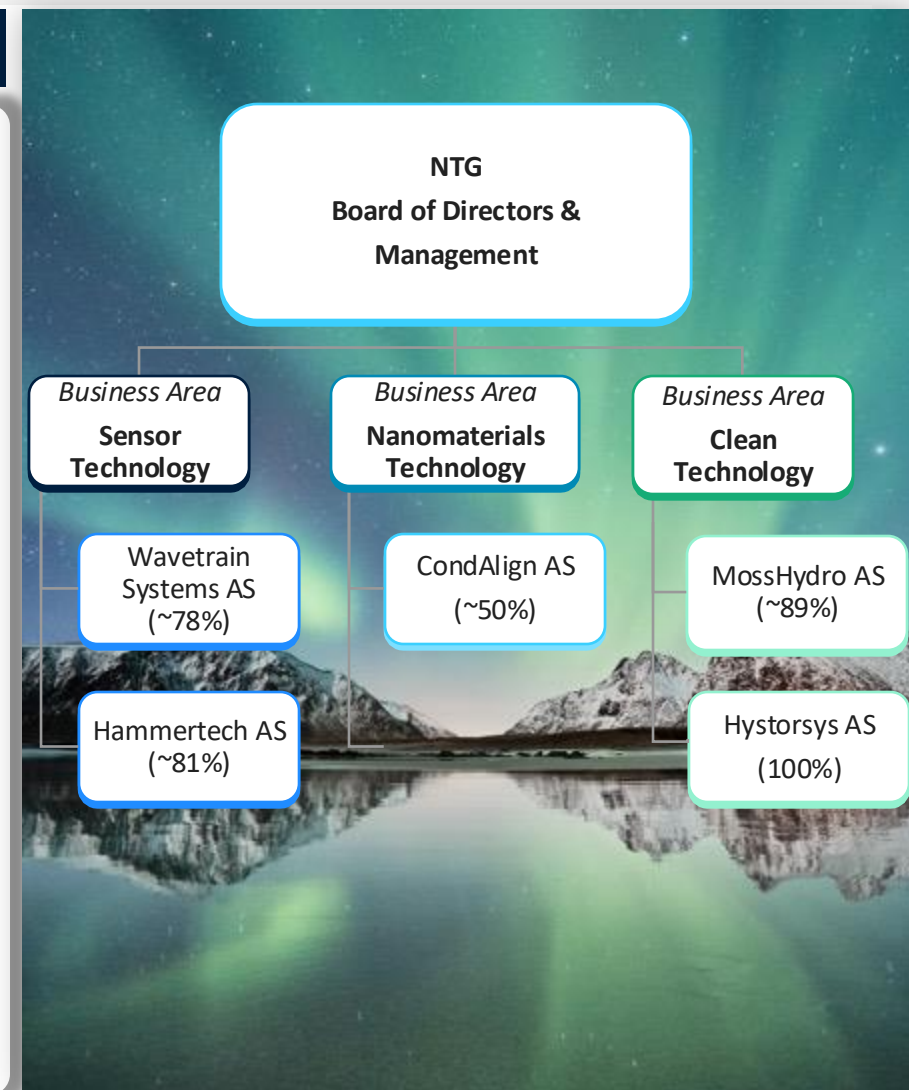 NTG
Board of Directors &
Management
Business Area
Sensor
Technology
Business Area
Nanomaterials
Technology
Business Area
Clean
Technology
Wavetrain
Systems AS
(~78%)
CondAlign AS
(~50%)
MossHydro AS
(~89%)
Hammertech AS
(~81%)
Hystorsys AS
(100%)